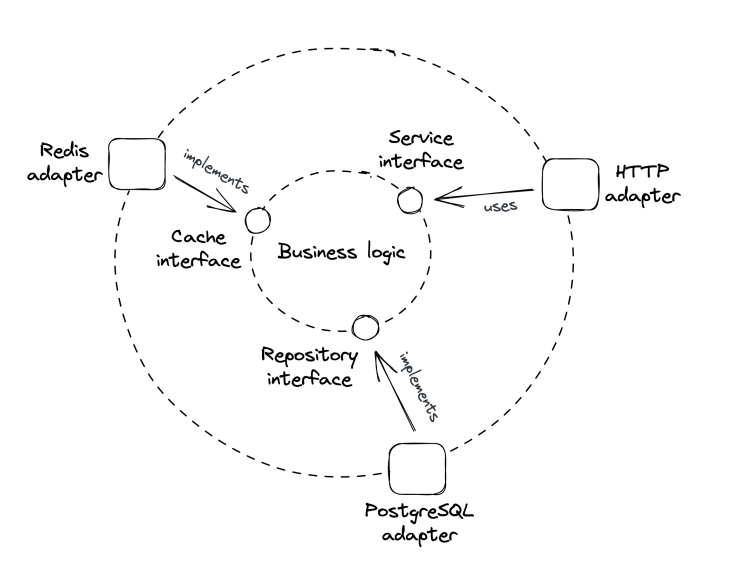 Service
interface
Redis
adapter
implements
HTTP
adapter
uses
Cache
interface
Business logic
Repository
interface
implements
PostgreSQL
adapter